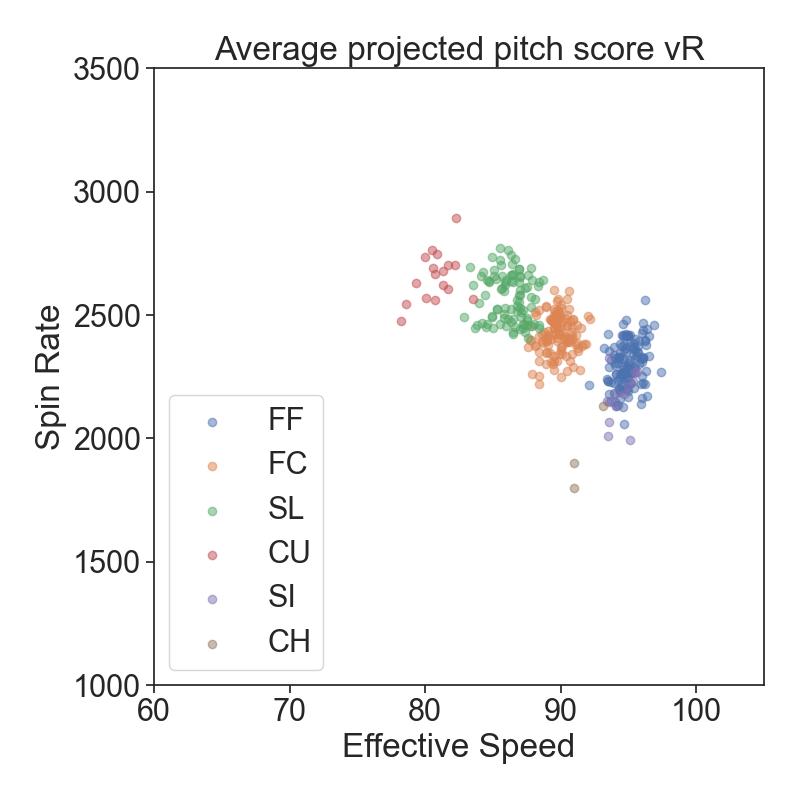 Average projected pitch score vR
3500
3000
2500
2000
1500
1000
Spin Rate
FF
FC
SL
CU
SI
CH
60 70 80 90 100
Effective Speed